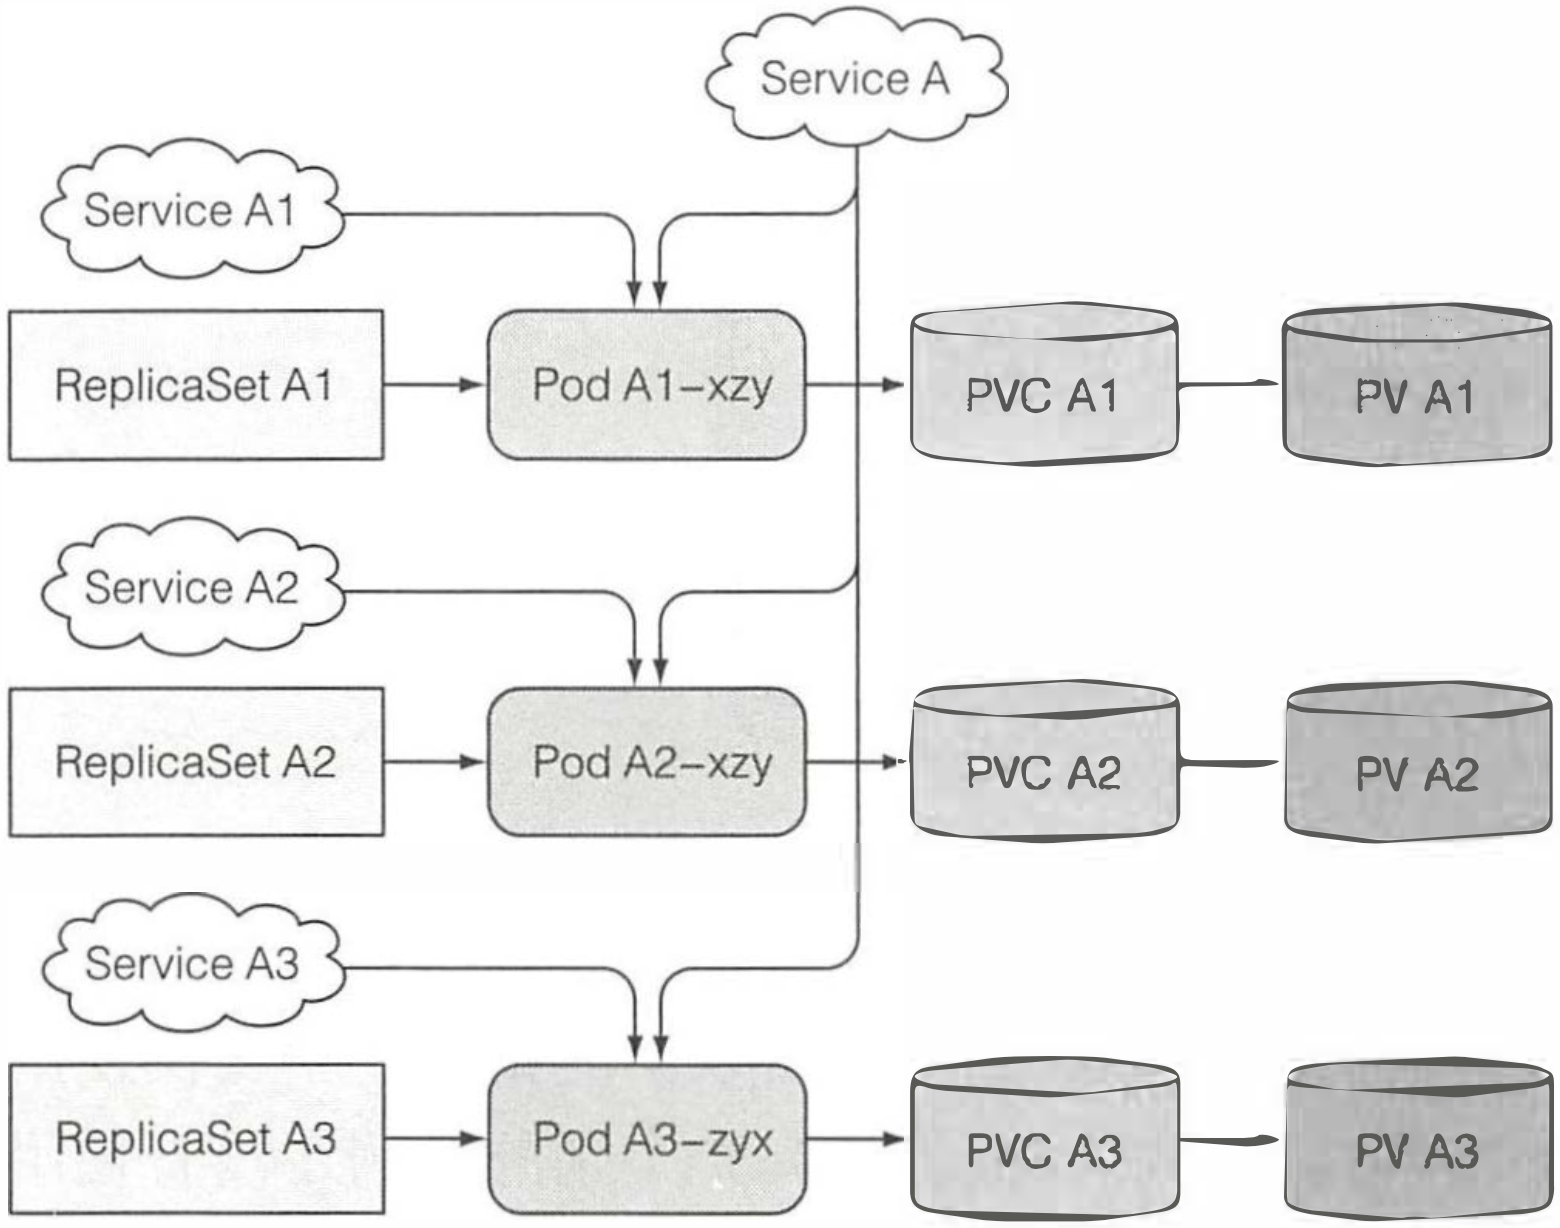 Service A
Service A1
ReplicaSet A1
Pod A1–xzy
PVC A1
PV A1
Service A2
ReplicaSet A2
Pod A2–xzy
PVC A2
PV A2
Service A3
ReplicaSet A3
Pod A3–zyx
PVC A3
PV A3